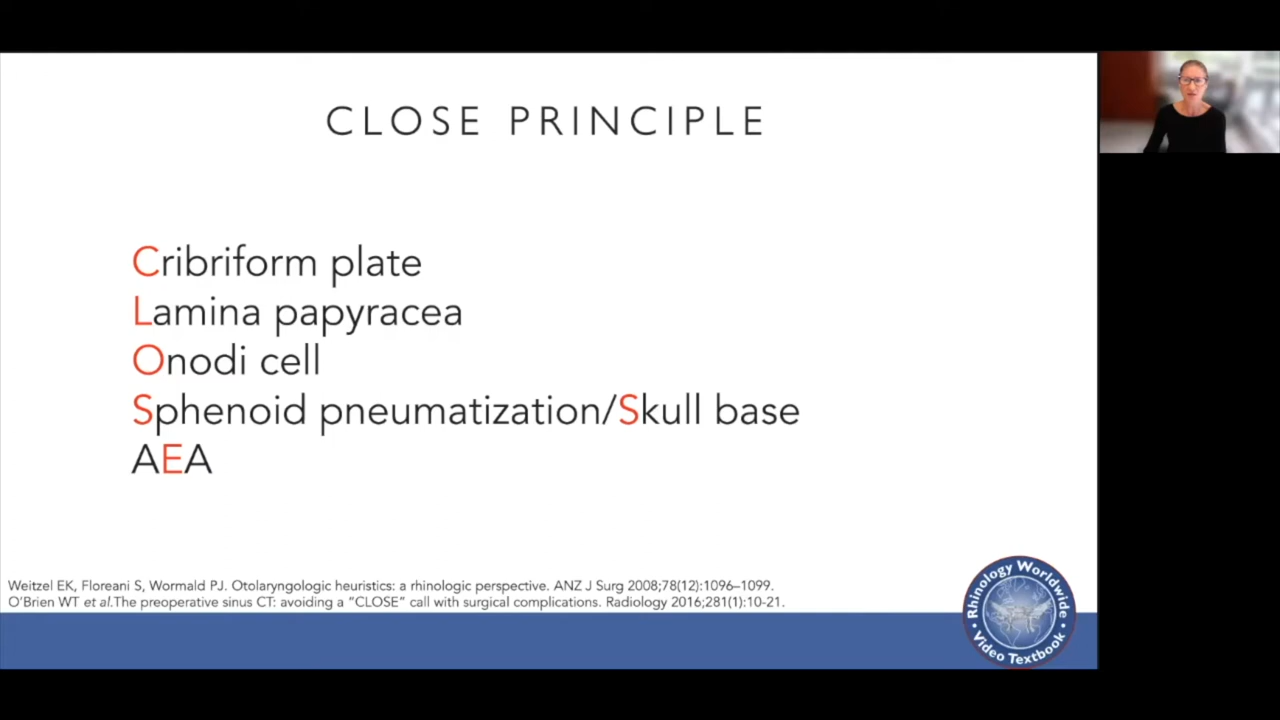 CLOSE PRINCIPLE
Cribriform plate
Lamina papyracea
Onodi cell
Sphenoid pneumatization/Skull base
AEA
Weitzel EK, Floreani S, Wormald PJ. Otolaryngologic heuristics: a rhinologic perspective. ANZ J Surg 2008;78(12):1096–1099.
O'Brien WT et al.The preoperative sinus CT: avoiding a “CLOSE” call with surgical complications. Radiology 2016;281(1):10-21.
Rhinology Worldwide
Video Textbook